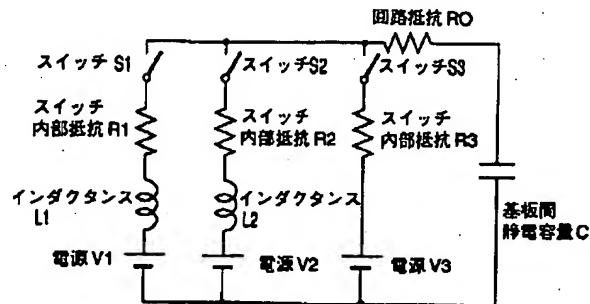 回路抵抗 R0
スイッチ S1
スイッチS2
スイッチS3
スイッチ
内部抵抗 R1
スイッチ
内部抵抗 R2
スイッチ
内部抵抗 R3
インダクタンス
L1
インダクタンス
L2
基板間
静電容量 C
電源 V1
電源 V2
電源 V3